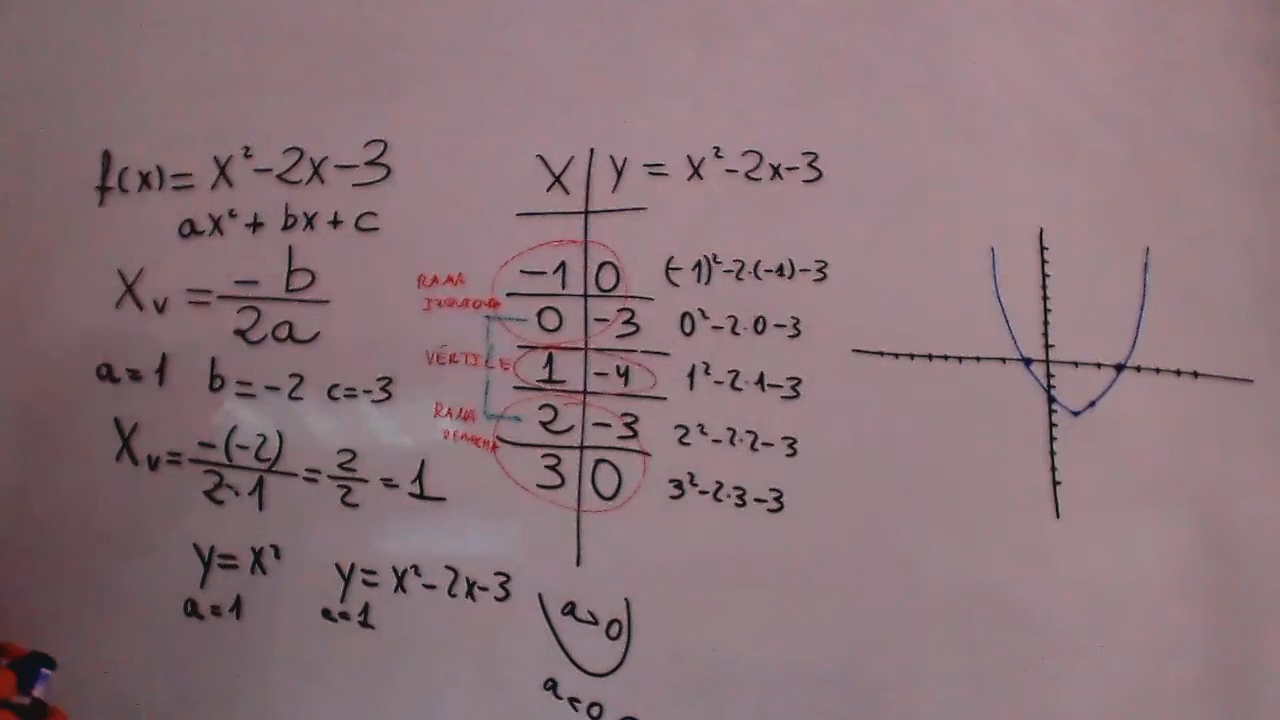 f(x) = x² - 2x - 3
ax² + bx + c
Xᵥ = -b / 2a
a = 1 b = -2 c = -3
Xᵥ = -(-2) / 2·1 = 2/2 = 1
y = x² y = x² - 2x - 3
a = 1 a = 1
X | y = x² - 2x - 3
RAMA
-1 | 0 (-1)² - 2·(-1) - 3
0 | -3 0² - 2·0 - 3
VÉRTICE 1 | -4 1² - 2·1 - 3
RAMA
DERECHA
2 | -3 2² - 2·2 - 3
3 | 0 3² - 2·3 - 3
a>0
a<0